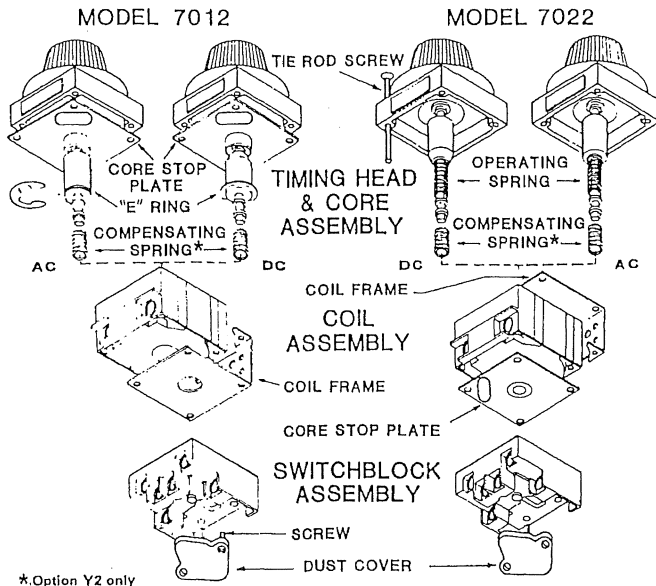 MODEL 7012
MODEL 7022
TIE ROD SCREW
CORE STOP
PLATE
"E" RING
TIMING HEAD
& CORE
ASSEMBLY
OPERATING
SPRING
COMPENSATING
SPRING*
COMPENSATING
SPRING*
AC
DC
DC
AC
COIL FRAME
COIL
ASSEMBLY
COIL FRAME
CORE STOP PLATE
SWITCHBLOCK
ASSEMBLY
SCREW
DUST COVER
*.Option Y2 only